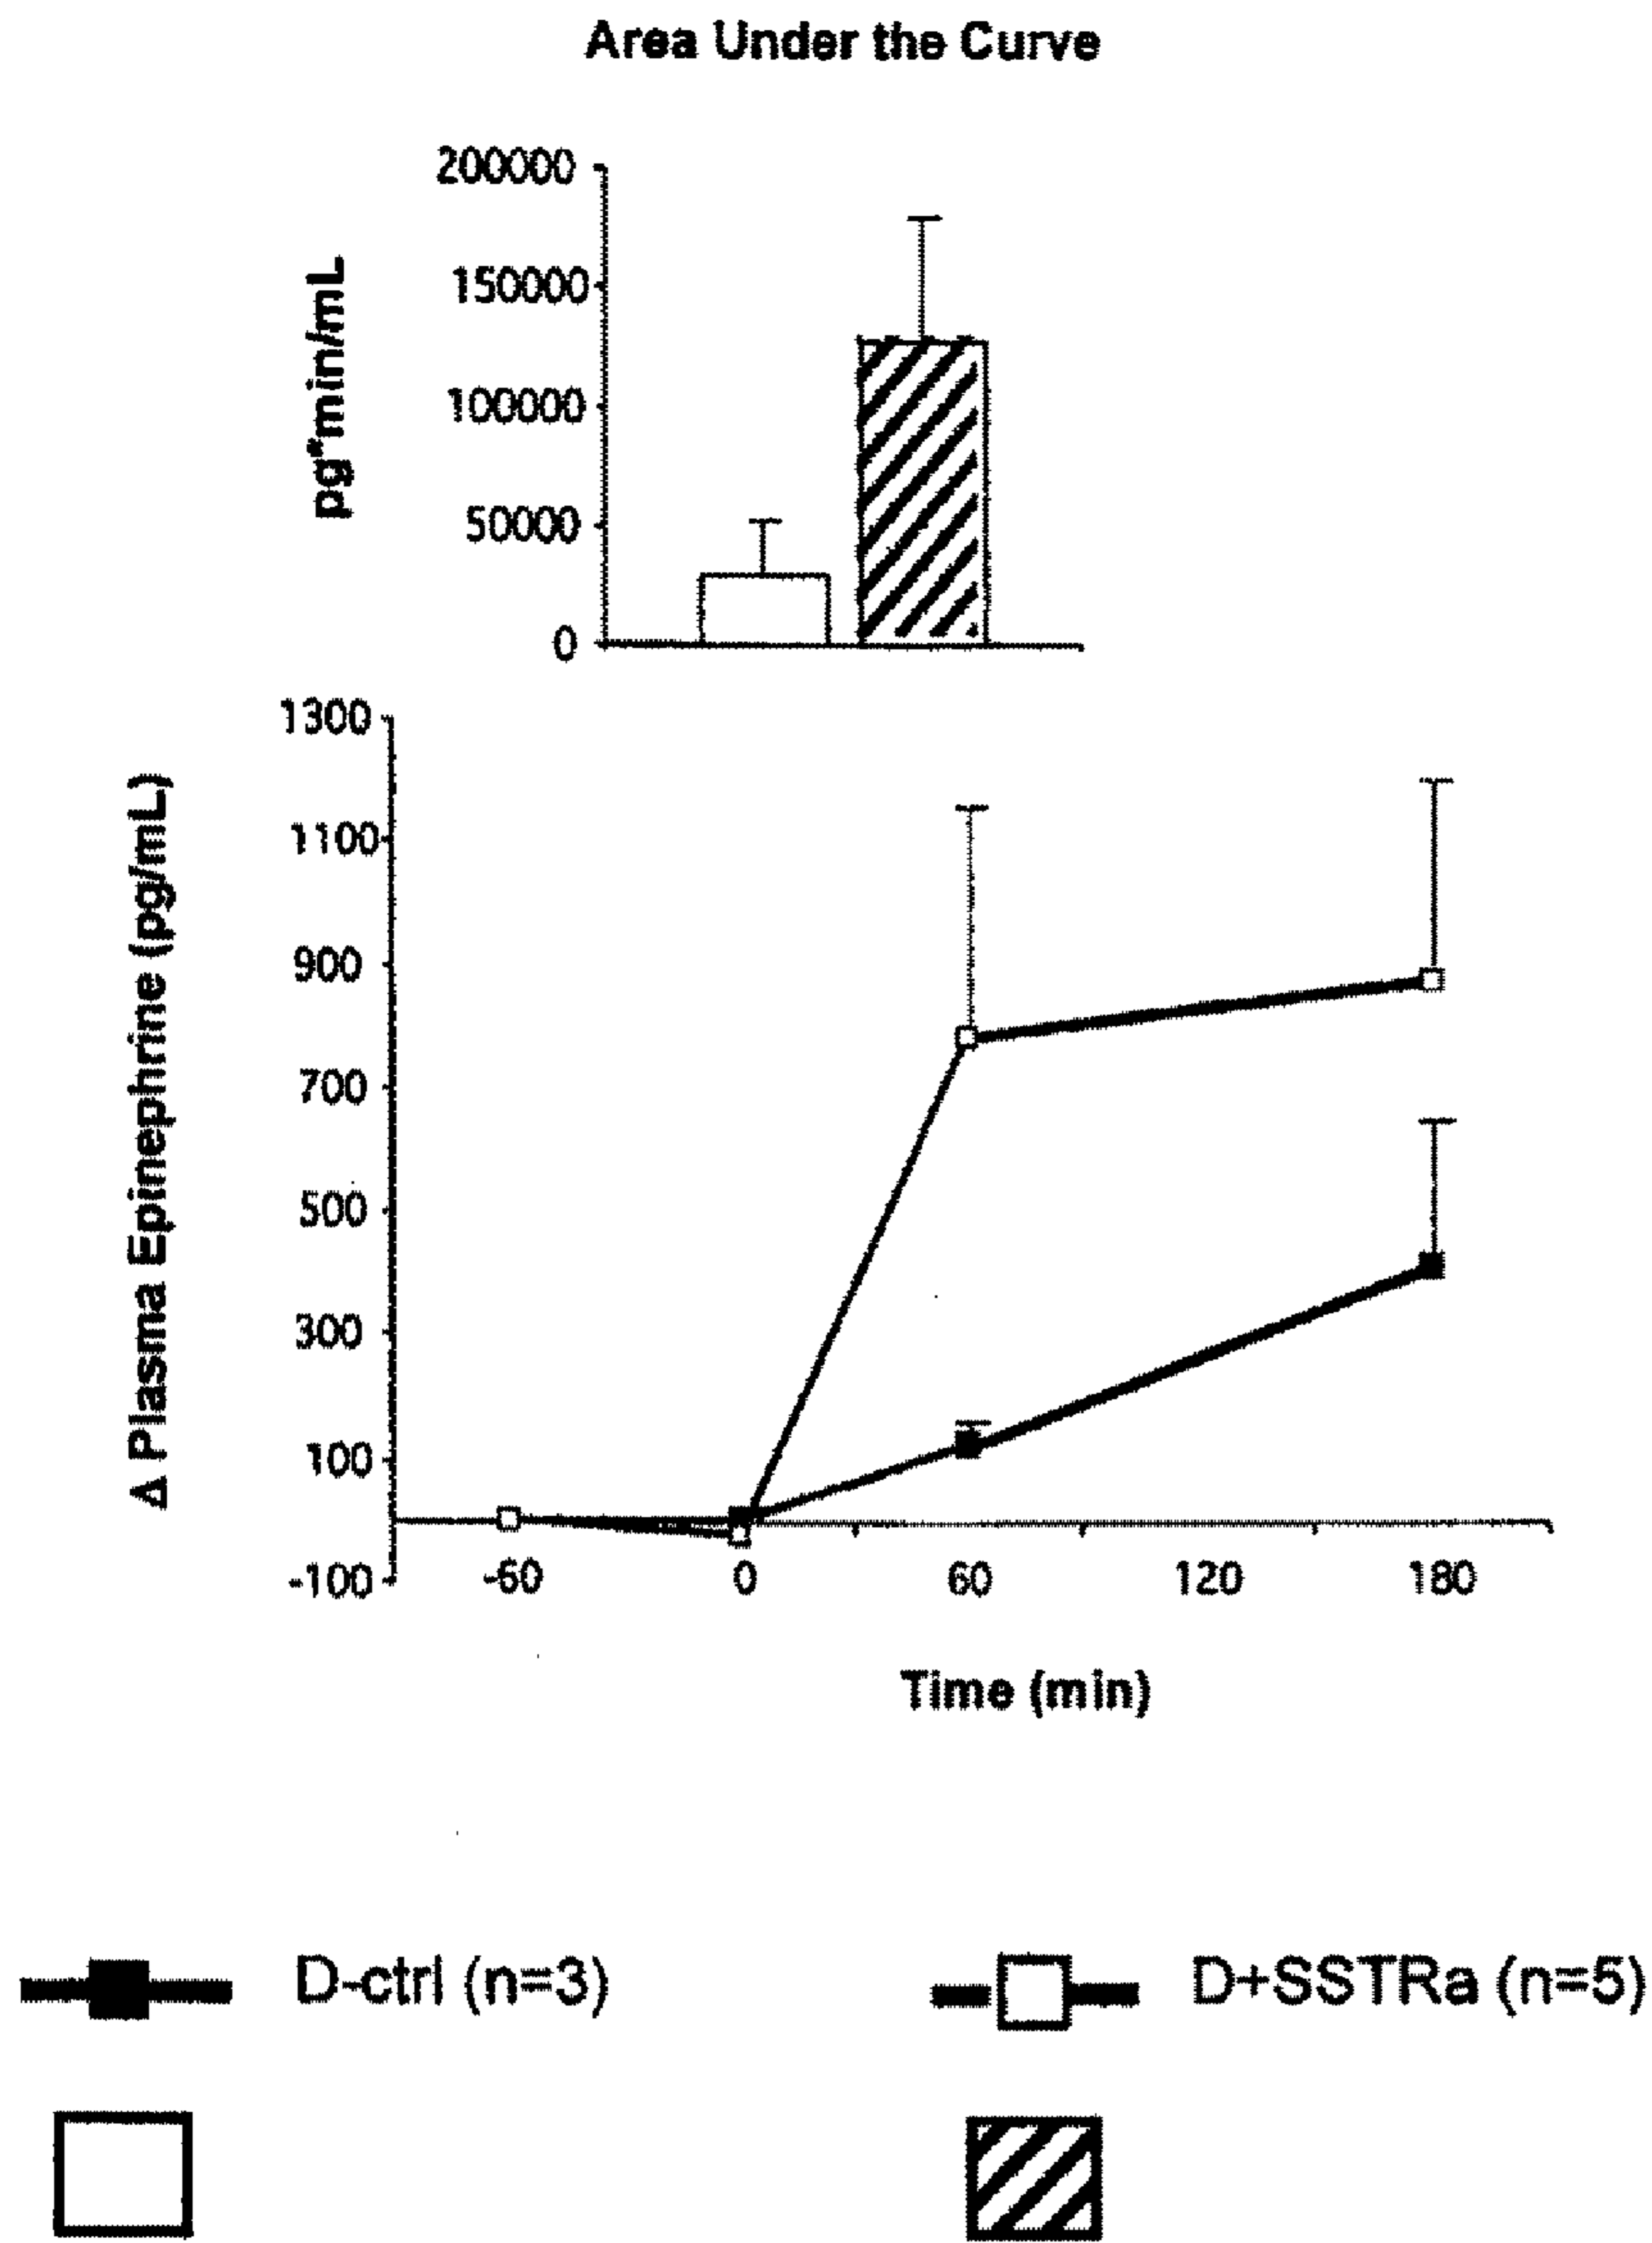 Area Under the Curve
200000
150000
100000
50000
0
pg*min/mL
1300
1100
900
700
500
300
100
-100
Δ Plasma Epinephrine (pg/mL)
-60 0 60 120 180
Time (min)
D-ctrl (n=3) D+SSTRa (n=5)